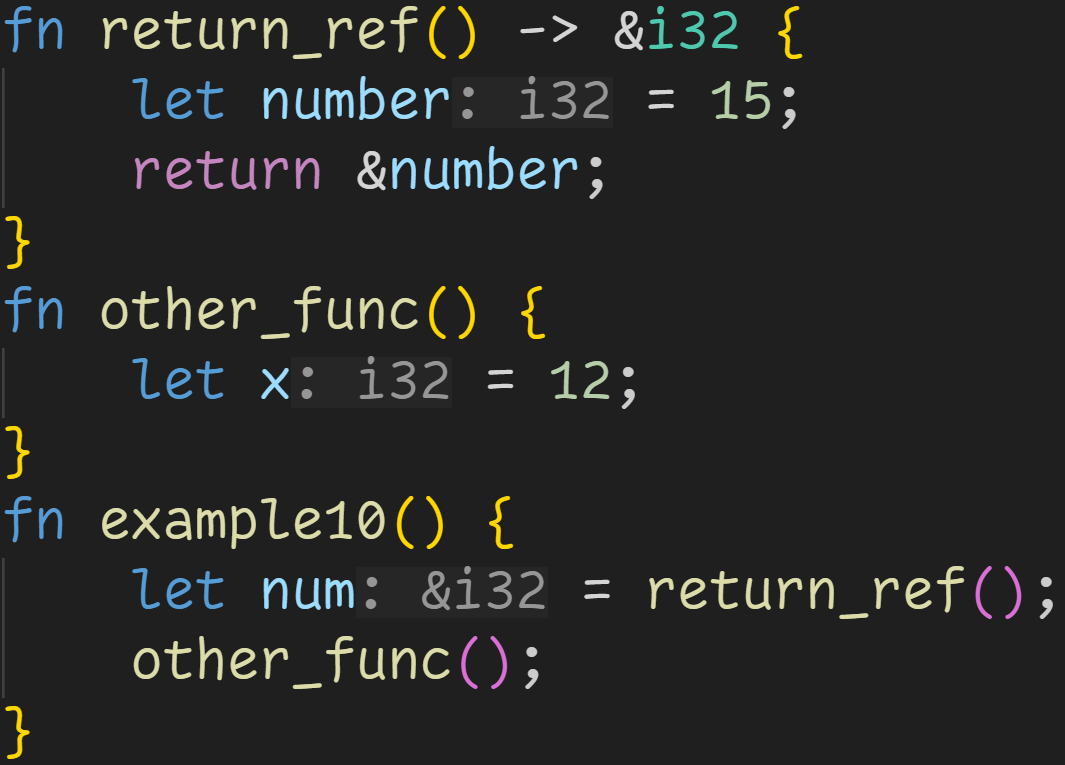 fn return_ref() -> &i32 {
    let number: i32 = 15;
    return &number;
}
fn other_func() {
    let x: i32 = 12;
}
fn example10() {
    let num: &i32 = return_ref();
    other_func();
}